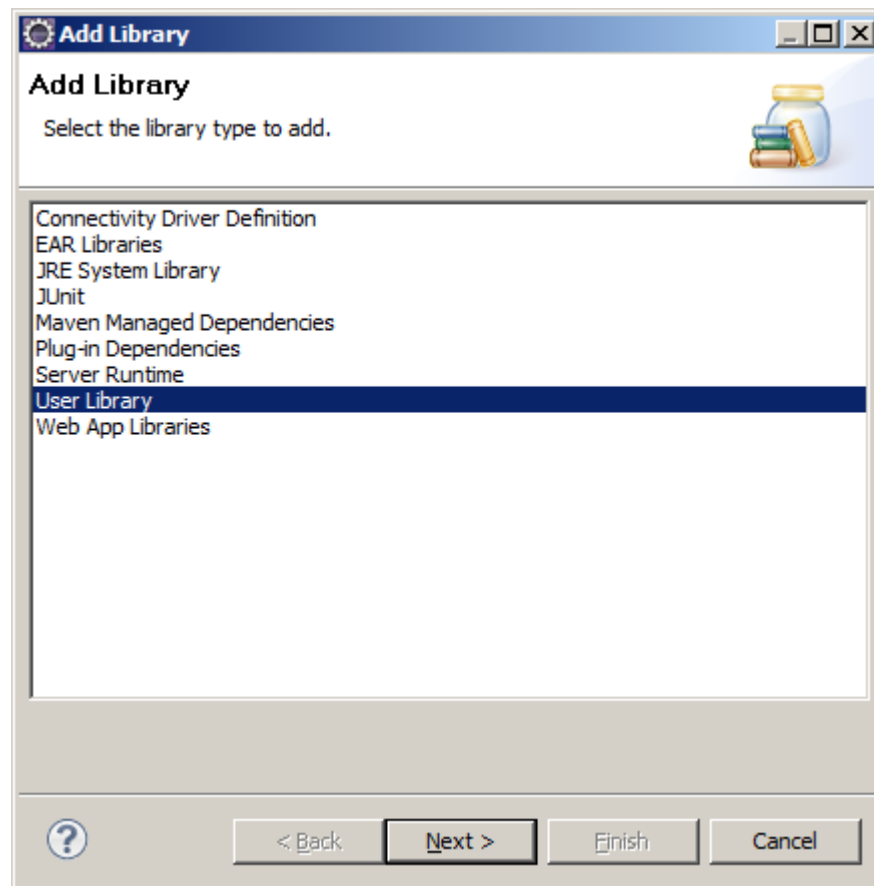 Add Library
Add Library
Select the library type to add.
Connectivity Driver Definition
EAR Libraries
JRE System Library
JUnit
Maven Managed Dependencies
Plug-in Dependencies
Server Runtime
User Library
Web App Libraries
?
< Back
Next >
Finish
Cancel